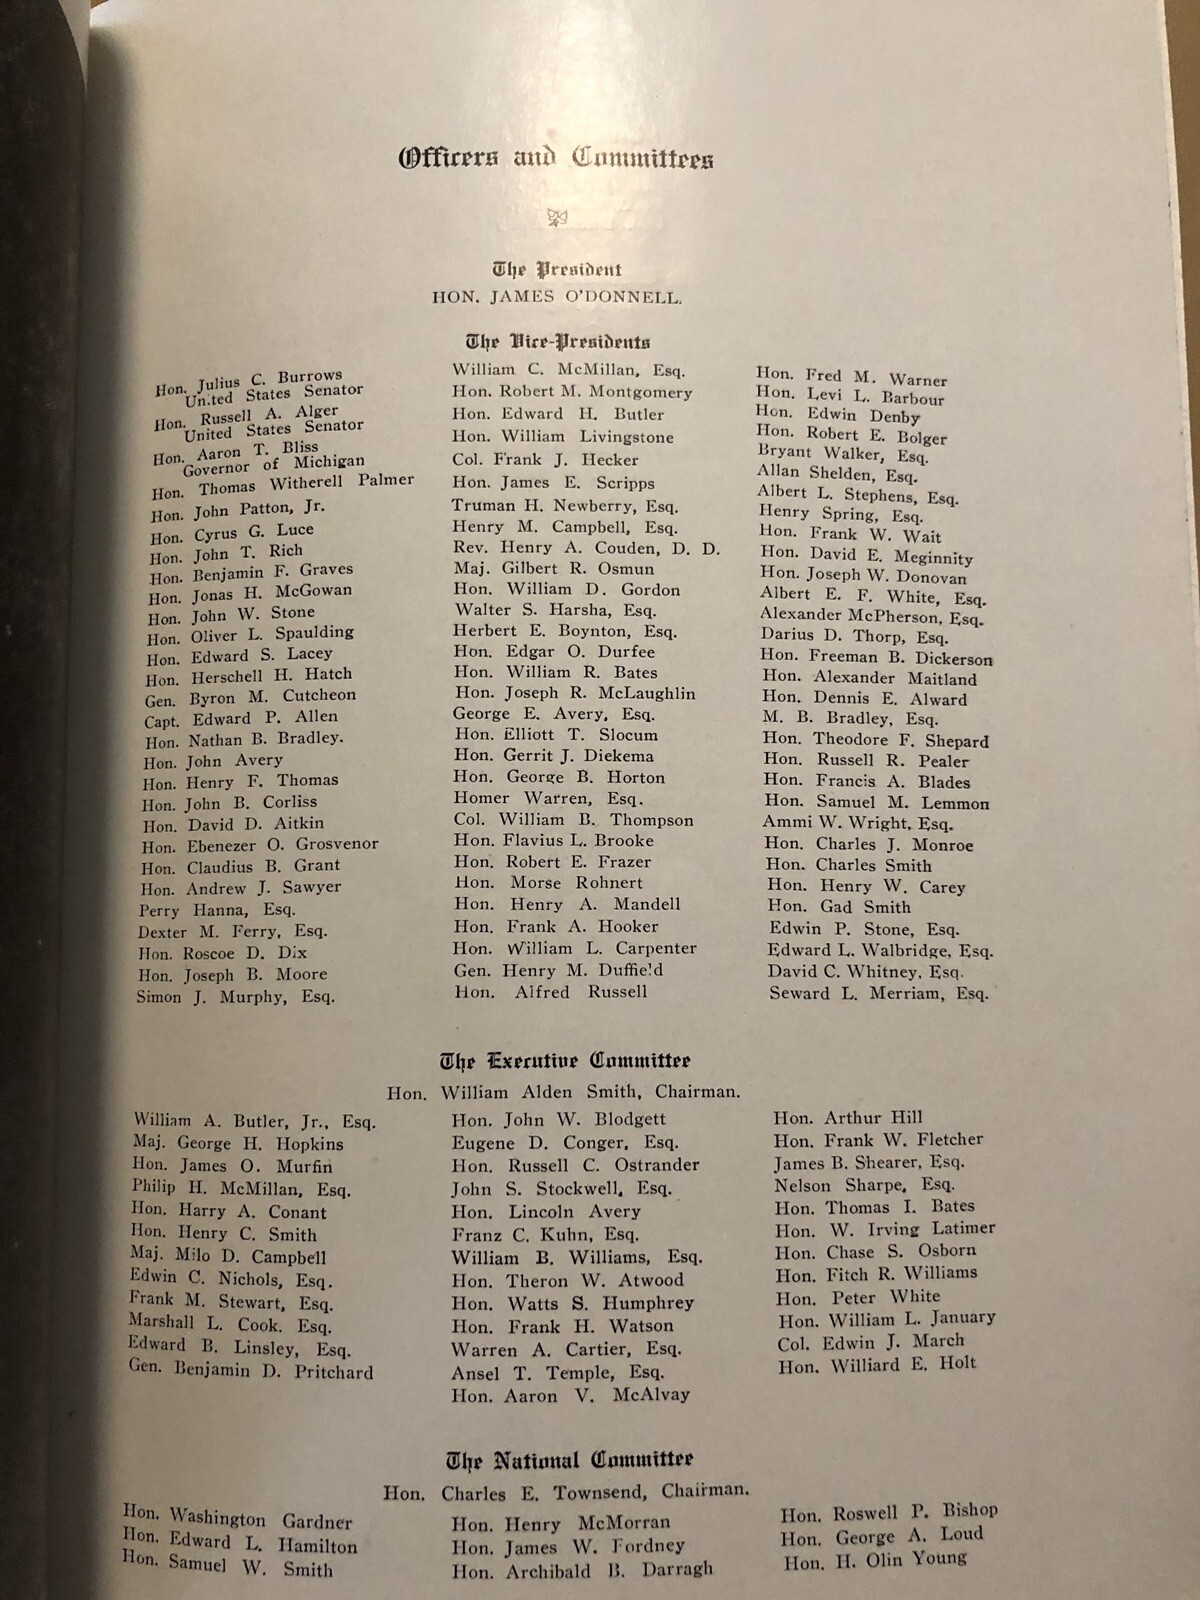 Officers and Committees
The President
HON. JAMES O'DONNELL.
The Vice-Presidents
Hon. Julius C. Burrows
United States Senator
Hon. Russell A. Alger
United States Senator
Hon. Aaron T. Bliss
Governor of Michigan
Hon. Thomas Witherell Palmer
Hon. John Patton, Jr.
Hon. Cyrus G. Luce
Hon. John T. Rich
Hon. Benjamin F. Graves
Hon. Jonas H. McGowan
Hon. John W. Stone
Hon. Oliver L. Spaulding
Hon. Edward S. Lacey
Hon. Herschell H. Hatch
Gen. Byron M. Cutcheon
Capt. Edward P. Allen
Hon. Nathan B. Bradley.
Hon. John Avery
Hon. Henry F. Thomas
Hon. John B. Corliss
Hon. David D. Aitkin
Hon. Ebenezer O. Grosvenor
Hon. Claudius B. Grant
Hon. Andrew J. Sawyer
Perry Hanna, Esq.
Dexter M. Ferry, Esq.
Hon. Roscoe D. Dix
Hon. Joseph B. Moore
Simon J. Murphy, Esq.
William C. McMillan, Esq.
Hon. Robert M. Montgomery
Hon. Edward H. Butler
Hon. William Livingstone
Col. Frank J. Hecker
Hon. James E. Scripps
Truman H. Newberry, Esq.
Henry M. Campbell, Esq.
Rev. Henry A. Couden, D. D.
Maj. Gilbert R. Osmun
Hon. William D. Gordon
Walter S. Harsha, Esq.
Herbert E. Boynton, Esq.
Hon. Edgar O. Durfee
Hon. William R. Bates
Hon. Joseph R. McLaughlin
George E. Avery, Esq.
Hon. Elliott T. Slocum
Hon. Gerrit J. Diekema
Hon. George B. Horton
Homer Warren, Esq.
Col. William B. Thompson
Hon. Flavius L. Brooke
Hon. Robert E. Frazer
Hon. Morse Rohnert
Hon. Henry A. Mandell
Hon. Frank A. Hooker
Hon. William L. Carpenter
Gen. Henry M. Duffield
Hon. Alfred Russell
Hon. Fred M. Warner
Hon. Levi L. Barbour
Hon. Edwin Denby
Hon. Robert E. Bolger
Bryant Walker, Esq.
Allan Shelden, Esq.
Albert L. Stephens, Esq.
Henry Spring, Esq.
Hon. Frank W. Wait
Hon. David E. Meginnity
Hon. Joseph W. Donovan
Albert E. F. White, Esq.
Alexander McPherson, Esq.
Darius D. Thorp, Esq.
Hon. Freeman B. Dickerson
Hon. Alexander Maitland
Hon. Dennis E. Alward
M. B. Bradley, Esq.
Hon. Theodore F. Shepard
Hon. Russell R. Pealer
Hon. Francis A. Blades
Hon. Samuel M. Lemmon
Ammi W. Wright, Esq.
Hon. Charles J. Monroe
Hon. Charles Smith
Hon. Henry W. Carey
Hon. Gad Smith
Edwin P. Stone, Esq.
Edward L. Walbridge, Esq.
David C. Whitney, Esq.
Seward L. Merriam, Esq.
The Executive Committee
Hon. William Alden Smith, Chairman.
William A. Butler, Jr., Esq.
Maj. George H. Hopkins
Hon. James O. Murfin
Philip H. McMillan, Esq.
Hon. Harry A. Conant
Hon. Henry C. Smith
Maj. Milo D. Campbell
Edwin C. Nichols, Esq.
Frank M. Stewart, Esq.
Marshall L. Cook. Esq.
Edward B. Linsley, Esq.
Gen. Benjamin D. Pritchard
Hon. John W. Blodgett
Eugene D. Conger, Esq.
Hon. Russell C. Ostrander
John S. Stockwell, Esq.
Hon. Lincoln Avery
Franz C. Kuhn, Esq.
William B. Williams, Esq.
Hon. Theron W. Atwood
Hon. Watts S. Humphrey
Hon. Frank H. Watson
Warren A. Cartier, Esq.
Ansel T. Temple, Esq.
Hon. Aaron V. McAlvay
Hon. Arthur Hill
Hon. Frank W. Fletcher
James B. Shearer, Esq.
Nelson Sharpe, Esq.
Hon. Thomas I. Bates
Hon. W. Irving Latimer
Hon. Chase S. Osborn
Hon. Fitch R. Williams
Hon. Peter White
Hon. William L. January
Col. Edwin J. March
Hon. Williard E. Holt
The National Committee
Hon. Charles E. Townsend, Chairman.
Hon. Washington Gardner
Hon. Edward L. Hamilton
Hon. Samuel W. Smith
Hon. Henry McMorran
Hon. James W. Fordney
Hon. Archibald B. Darragh
Hon. Roswell P. Bishop
Hon. George A. Loud
Hon. H. Olin Young